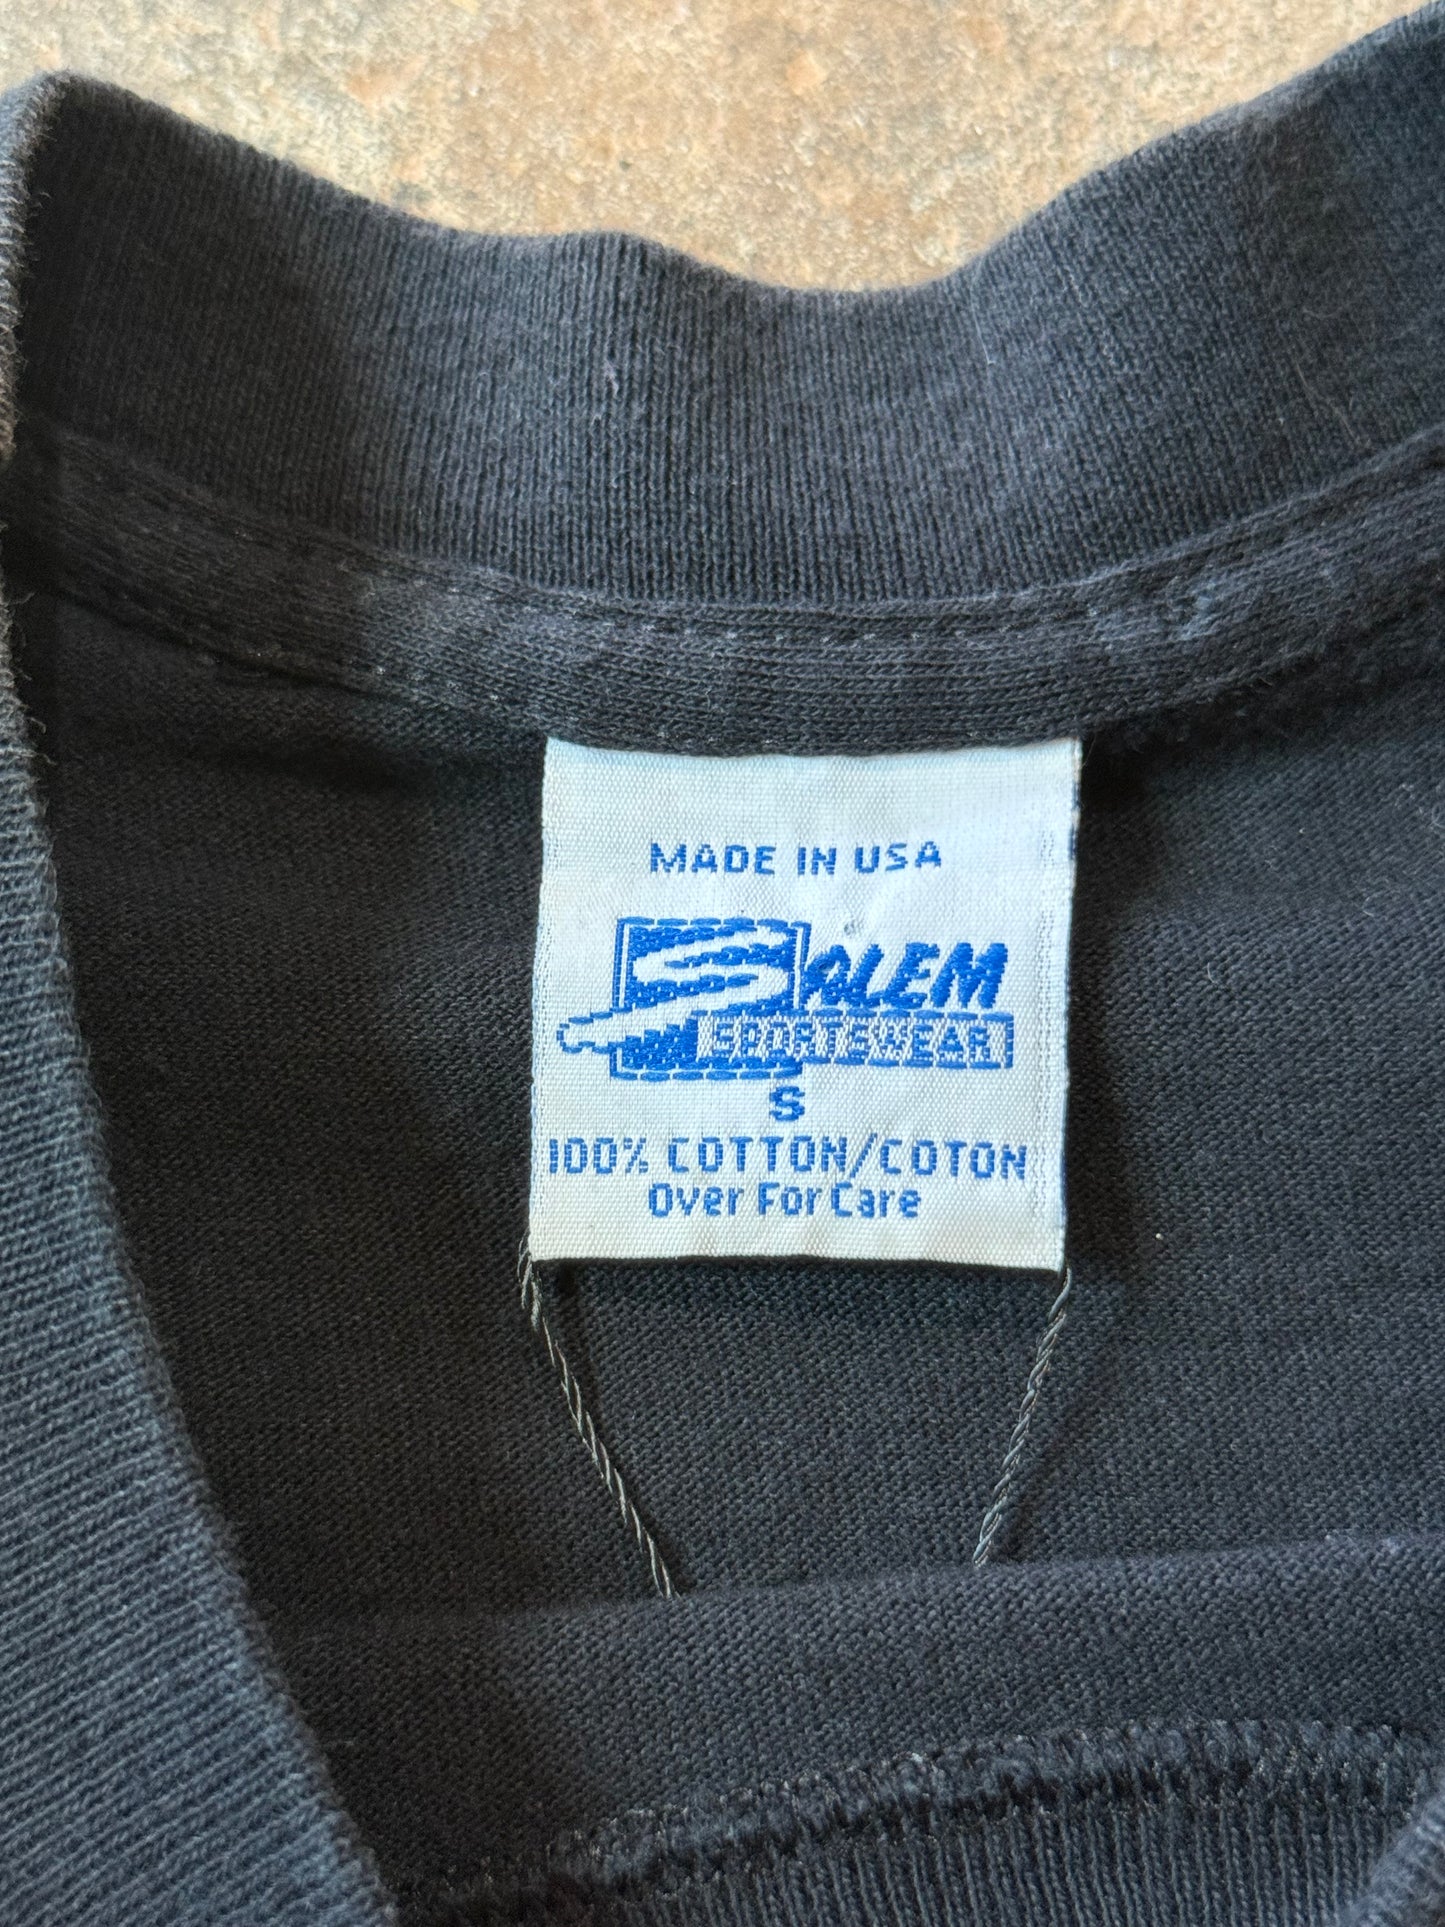 MADE IN USA
SALEM
SPORTSWEAR
S
100% COTTON/COTON
Over For Care